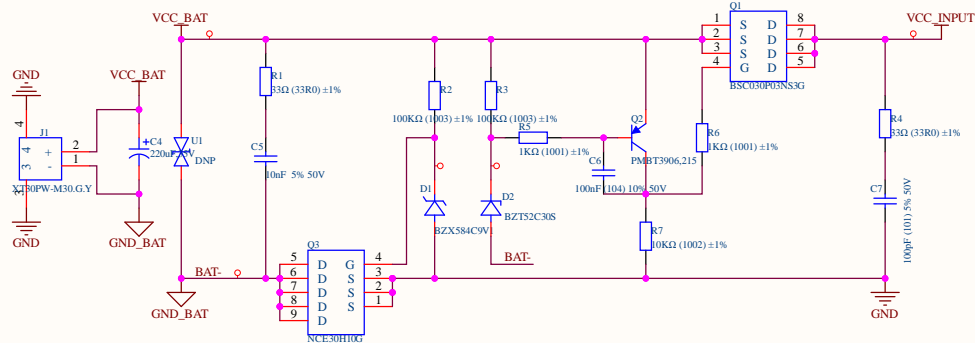 VCC_BAT
Q1
VCC_INPUT
1
2
3
4
S
S
S
G
D
D
D
D
8
7
6
5
BSC030P03NS3G
GND
VCC_BAT
4
J1
4
3
+
-
2
1
3
XT30PW-M30.G.Y
GND
C4
220uF,35V
GND_BAT
U1
DNP
R1
33Ω (33R0) ±1%
C5
10nF 5% 50V
R2
100KΩ (1003) ±1%
R3
100KΩ (1003) ±1%
R5
1KΩ (1001) ±1%
Q2
PMBT3906,215
C6
100nF (104) 10% 50V
R6
1KΩ (1001) ±1%
R4
33Ω (33R0) ±1%
C7
100pF (101) 5% 50V
D1
BZX584C9V1
D2
BZT52C30S
BAT-
R7
10KΩ (1002) ±1%
BAT-
GND_BAT
Q3
5
6
7
8
9
D
D
D
D
D
G
S
S
S
4
3
2
1
NCE30H10G
GND